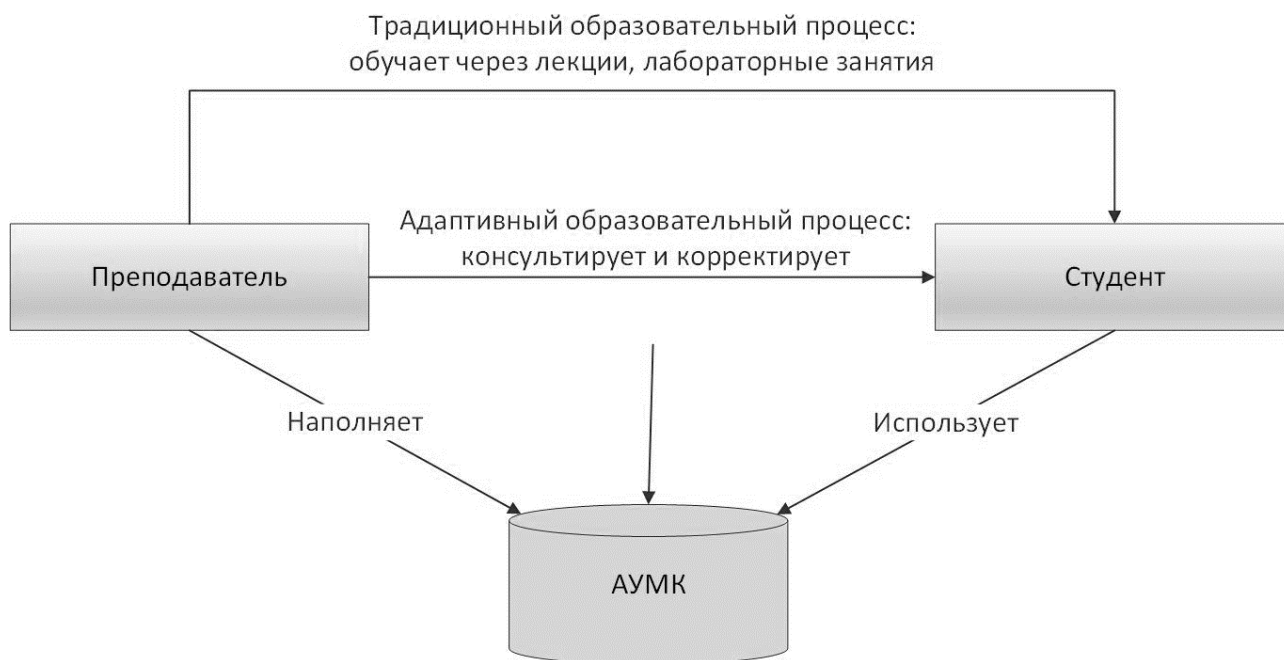 Традиционный образовательный процесс:
обучает через лекции, лабораторные занятия
Адаптивный образовательный процесс:
консультирует и корректирует
Преподаватель
Студент
Наполняет
Использует
АУМК